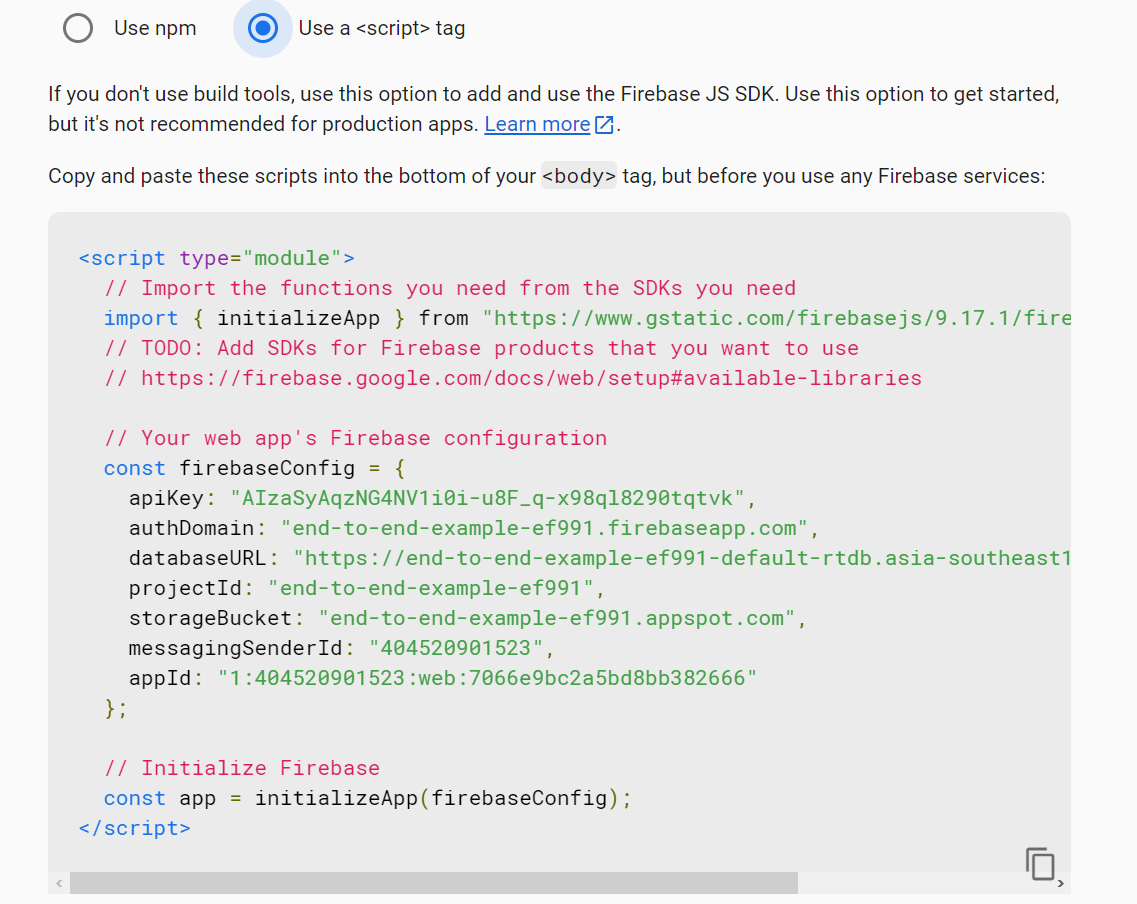 Use npm Use a <script> tag
If you don't use build tools, use this option to add and use the Firebase JS SDK. Use this option to get started,
but it's not recommended for production apps. Learn more.
Copy and paste these scripts into the bottom of your <body> tag, but before you use any Firebase services:
<script type="module">
// Import the functions you need from the SDKs you need
import { initializeApp } from "https://www.gstatic.com/firebasejs/9.17.1/fire
// TODO: Add SDKs for Firebase products that you want to use
// https://firebase.google.com/docs/web/setup#available-libraries
// Your web app's Firebase configuration
const firebaseConfig = {
apiKey: "AIzaSyAqzNG4NV1i0i-u8F_q-x98ql8290tqtvk",
authDomain: "end-to-end-example-ef991.firebaseapp.com",
databaseURL: "https://end-to-end-example-ef991-default-rtdb.asia-southeast1
projectId: "end-to-end-example-ef991",
storageBucket: "end-to-end-example-ef991.appspot.com",
messagingSenderId: "404520901523",
appId: "1:404520901523:web:7066e9bc2a5bd8bb382666"
};
// Initialize Firebase
const app = initializeApp(firebaseConfig);
</script>